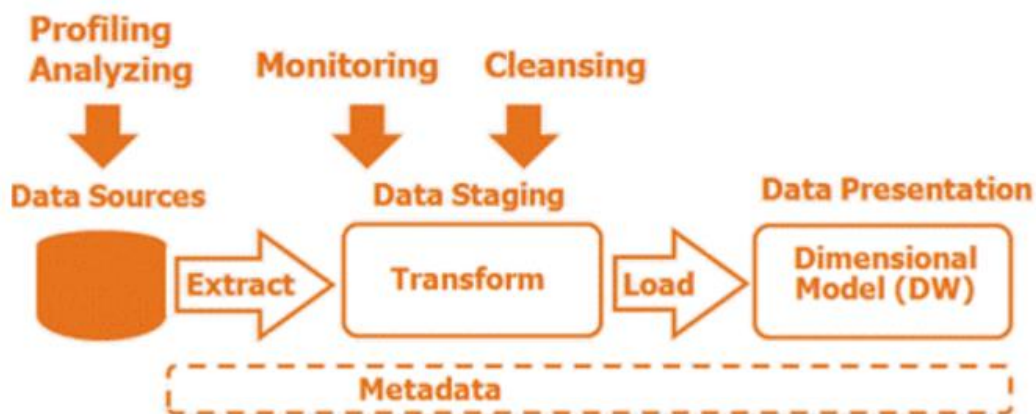 Profiling
Analyzing
Monitoring
Cleansing
Data Sources
Data Staging
Data Presentation
Extract
Transform
Load
Dimensional
Model (DW)
Metadata